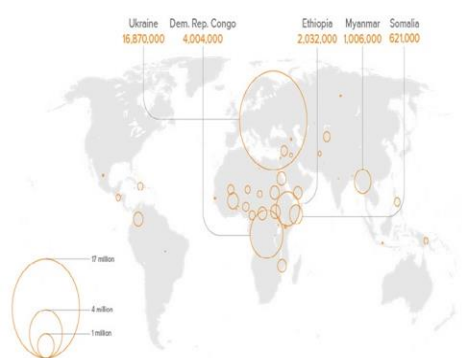 Ukraine Dem. Rep. Congo Ethiopia Myanmar Somalia
16,870,000 4,004,000 2,032,000 1,006,000 621,000
17 million
4 million
1 million